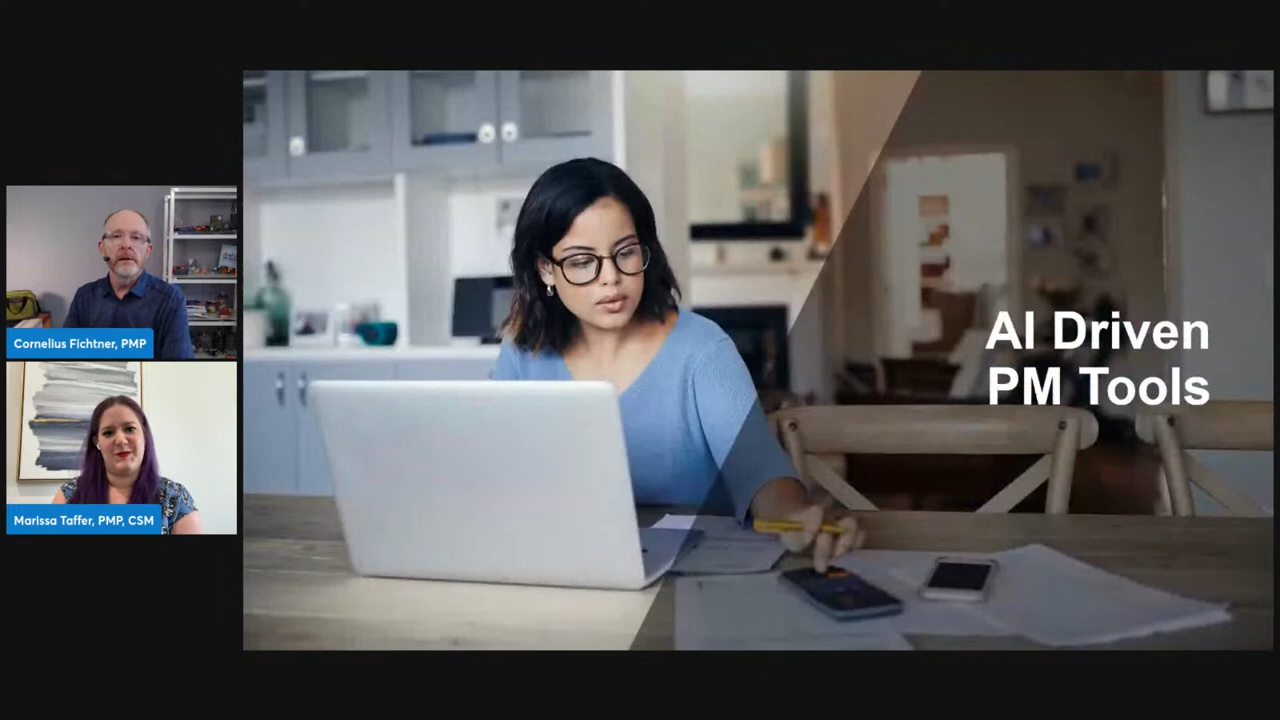 Cornelius Fichtner, PMP
Marissa Taffer, PMP, CSM
AI Driven
PM Tools